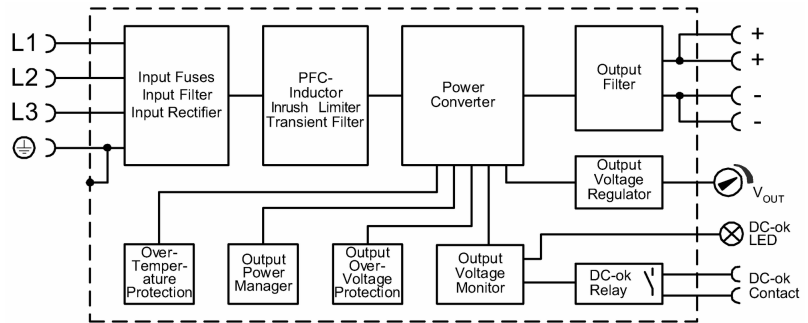 L1
L2
L3
Input Fuses
Input Filter
Input Rectifier
PFC-
Inductor
Inrush Limiter
Transient Filter
Power
Converter
Output
Filter
+
+
-
-
Output
Voltage
Regulator
VOUT
Over-
Temper-
ature
Protection
Output
Power
Manager
Output
Over-
Voltage
Protection
Output
Voltage
Monitor
DC-ok
Relay
DC-ok
LED
DC-ok
Contact